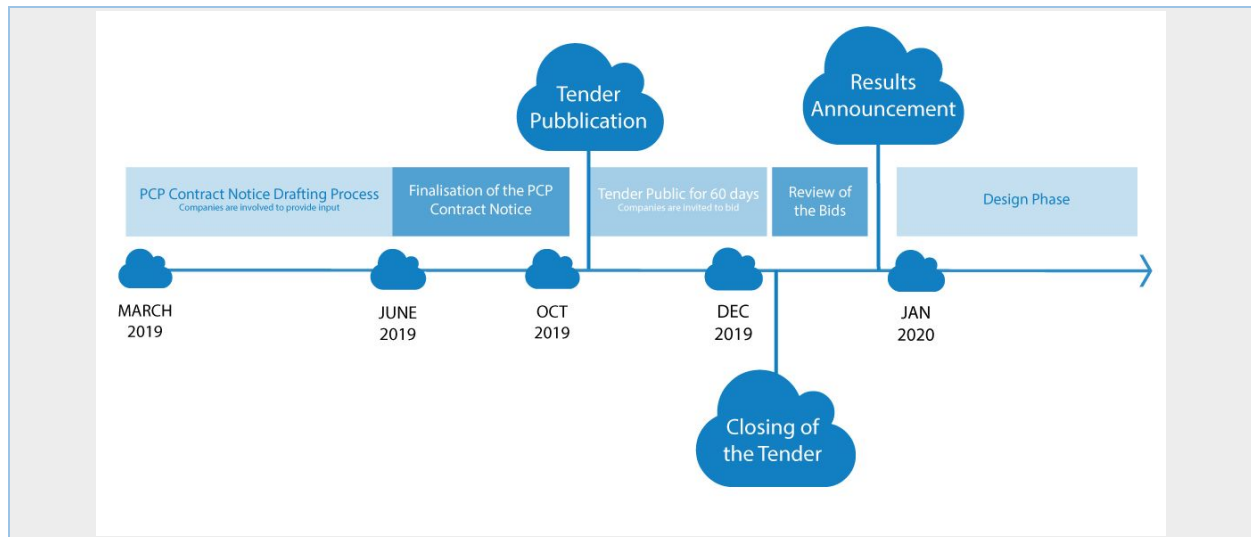 Tender
Pubblication
Results
Announcement
PCP Contract Notice Drafting Process
Companies are involved to provide input
Finalisation of the PCP
Contract Notice
Tender Public for 60 days
Companies are invited to bid
Review of
the Bids
Design Phase
MARCH
2019
JUNE
2019
OCT
2019
DEC
2019
JAN
2020
Closing of
the Tender